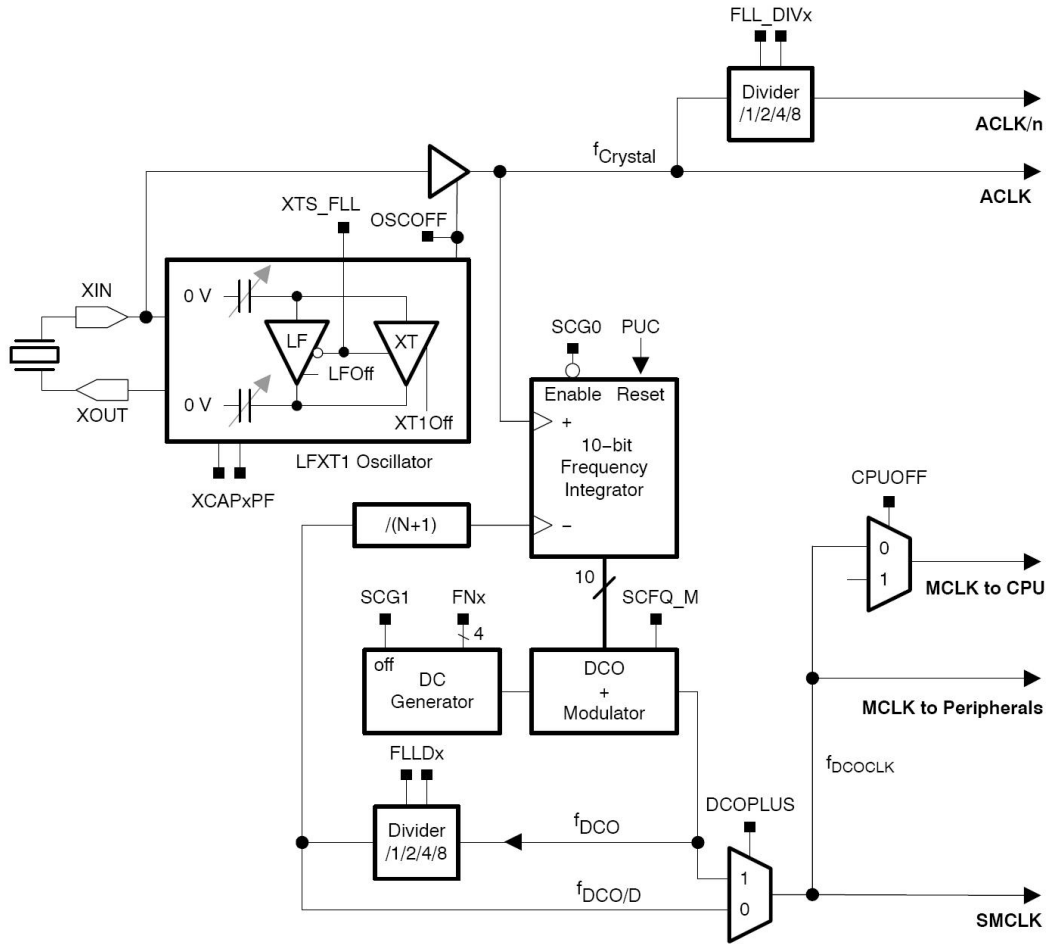 FLL_DIVx
Divider
/1/2/4/8
ACLK/n
fCrystal
ACLK
XTS_FLL
OSCOFF
XIN
0 V
LF
XT
LFOff
0 V
XT1Off
XOUT
LFXT1 Oscillator
XCAPxPF
SCG0
PUC
Enable
Reset
+
10−bit
Frequency
Integrator
−
/(N+1)
10
CPUOFF
0
1
MCLK to CPU
SCG1
FNx
4
SCFQ_M
off
DC
Generator
DCO
+
Modulator
MCLK to Peripherals
fDCOCLK
FLLDx
Divider
/1/2/4/8
fDCO
DCOPLUS
1
0
fDCO/D
SMCLK